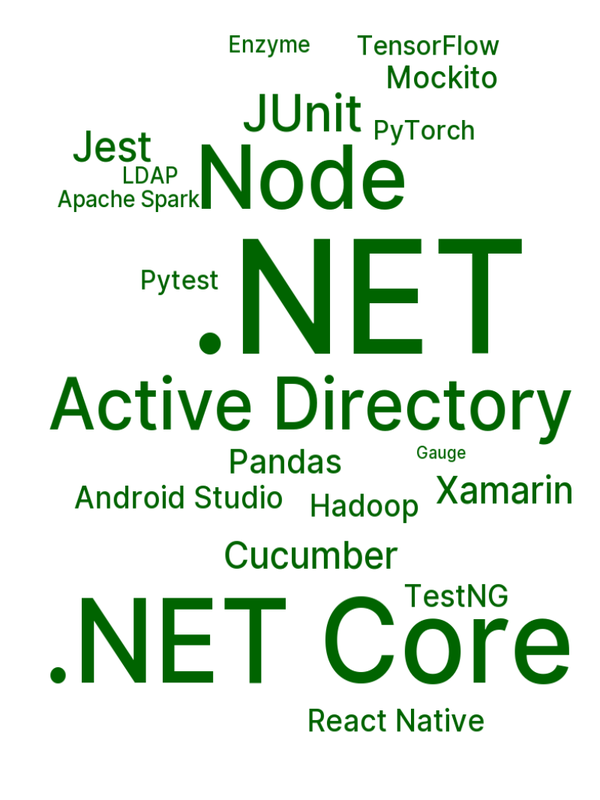 Enzyme
TensorFlow
Mockito
JUnit
PyTorch
Jest
LDAP
Node
Apache Spark
.NET
Pytest
Active Directory
Pandas
Gauge
Xamarin
Android Studio
Hadoop
Cucumber
TestNG
.NET Core
React Native